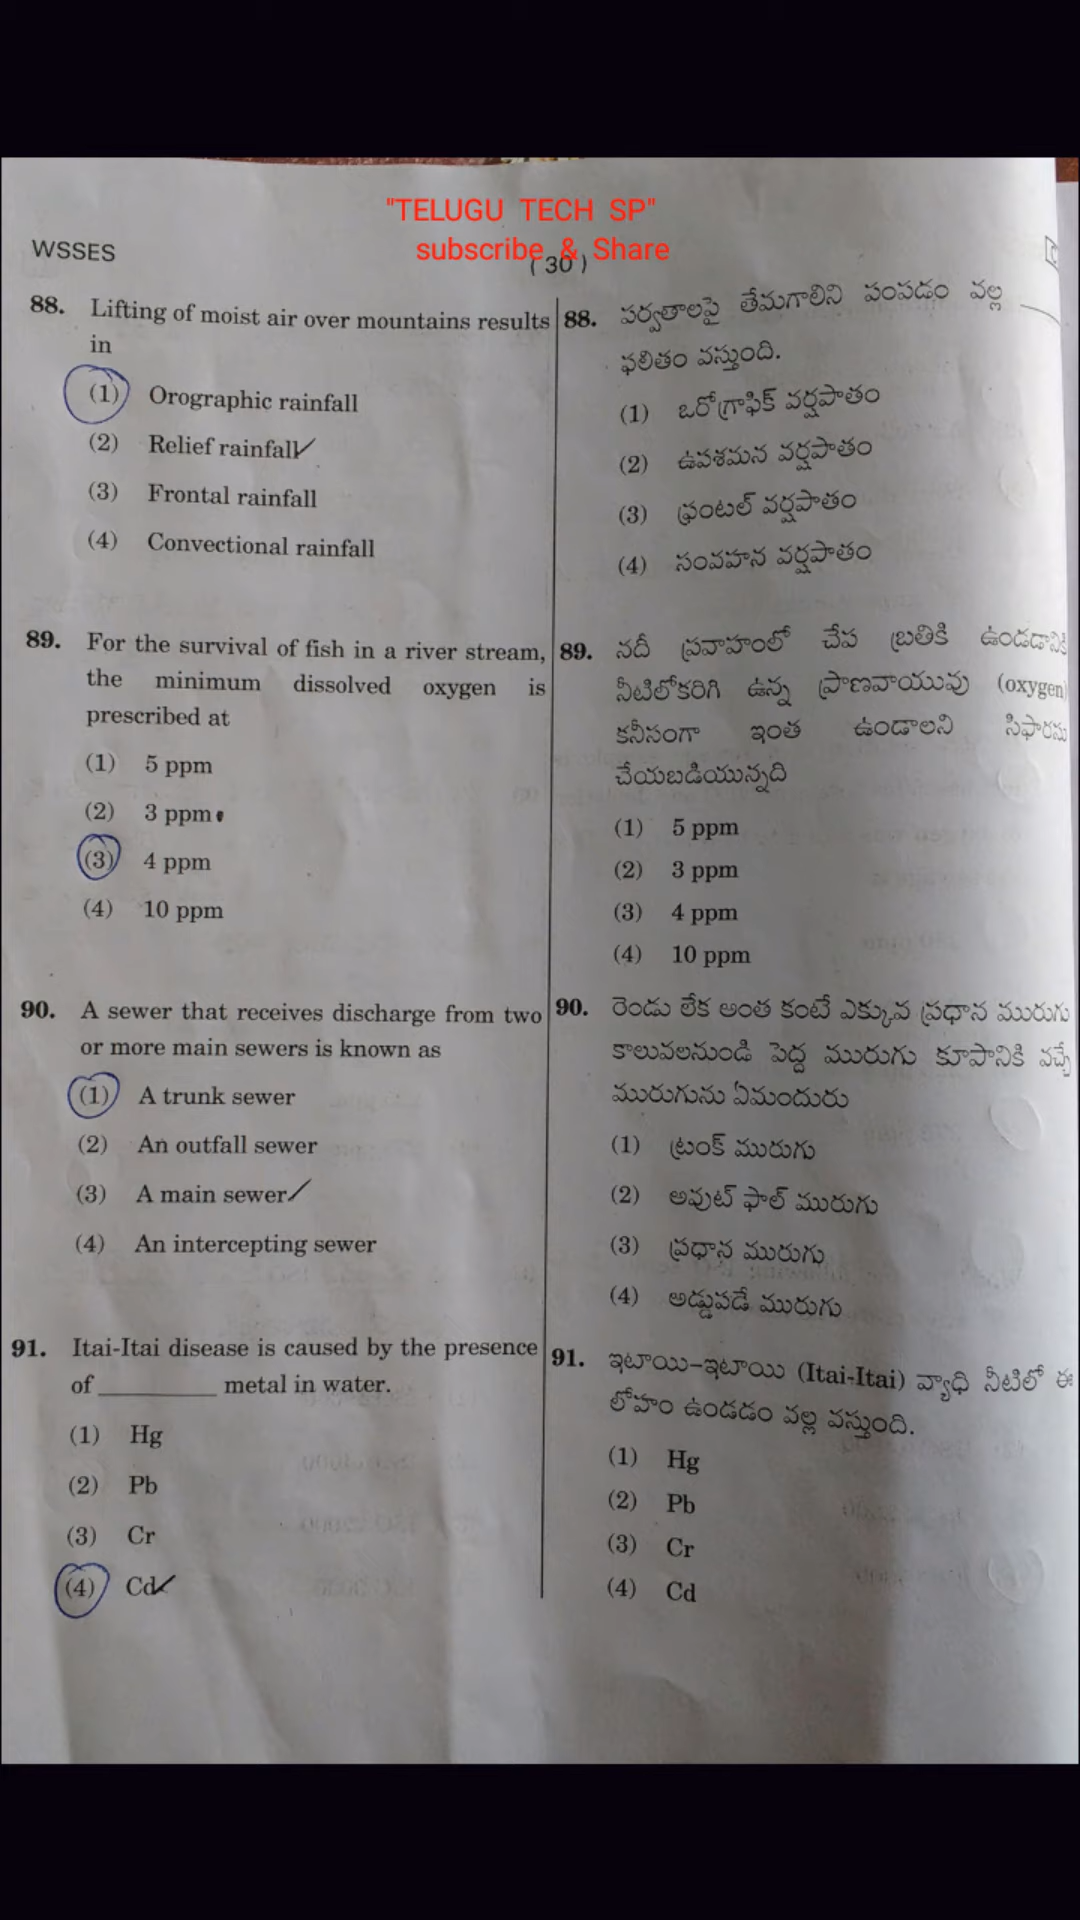 "TELUGU TECH SP"
subscribe & Share
WSSES
( 30 )
88. Lifting of moist air over mountains results
in
(1) Orographic rainfall
(2) Relief rainfall
(3) Frontal rainfall
(4) Convectional rainfall
89. For the survival of fish in a river stream,
the minimum dissolved oxygen is
prescribed at
(1) 5 ppm
(2) 3 ppm
(3) 4 ppm
(4) 10 ppm
90. A sewer that receives discharge from two
or more main sewers is known as
(1) A trunk sewer
(2) An outfall sewer
(3) A main sewer
(4) An intercepting sewer
91. Itai-Itai disease is caused by the presence
of ________ metal in water.
(1) Hg
(2) Pb
(3) Cr
(4) Cd
88. పర్వతాలపై తేమగాలిని పంపడం వల్ల
ఫలితం వస్తుంది.
(1) ఒరోగ్రాఫిక్ వర్షపాతం
(2) ఉపశమన వర్షపాతం
(3) ఫ్రంటల్ వర్షపాతం
(4) సంవహన వర్షపాతం
89. నదీ ప్రవాహంలో చేప బ్రతికి ఉండడానికి
నీటిలోకరిగి ఉన్న ప్రాణవాయువు (oxygen)
కనీసంగా ఇంత ఉండాలని సిఫారసు
చేయబడియున్నది
(1) 5 ppm
(2) 3 ppm
(3) 4 ppm
(4) 10 ppm
90. రెండు లేక అంత కంటే ఎక్కువ ప్రధాన మురుగు
కాలువలనుండి పెద్ద మురుగు కూపానికి వచ్చే
మురుగును ఏమందురు
(1) ట్రంక్ మురుగు
(2) అవుట్ ఫాల్ మురుగు
(3) ప్రధాన మురుగు
(4) అడ్డుపడే మురుగు
91. ఇటాయి-ఇటాయి (Itai-Itai) వ్యాధి నీటిలో ఈ
లోహం ఉండడం వల్ల వస్తుంది.
(1) Hg
(2) Pb
(3) Cr
(4) Cd